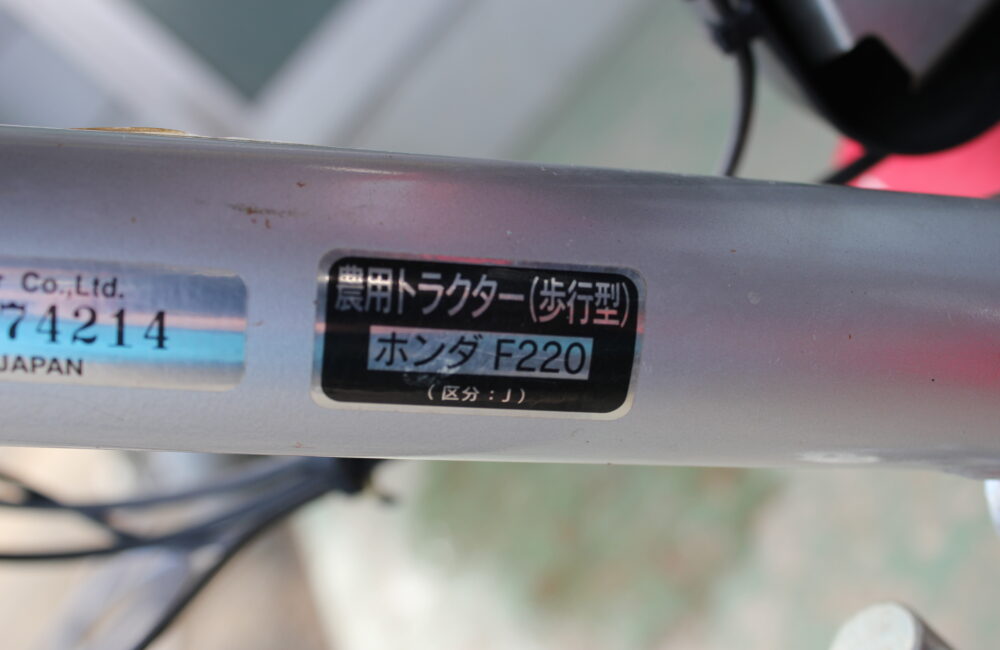 Co.,Ltd.
74214
JAPAN
農用トラクター(歩行型)
ホンダ F220
(区分:J)